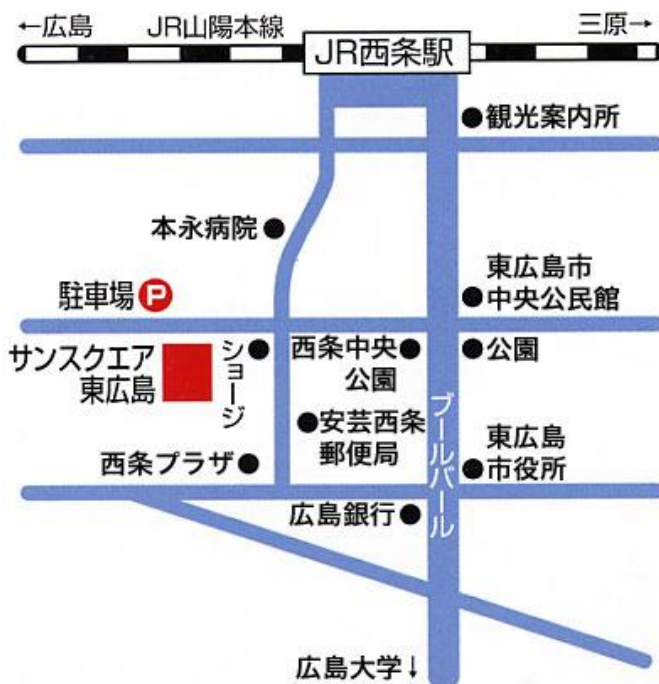 ←広島
JR山陽本線
三原→
JR西条駅
観光案内所
本永病院
東広島市
中央公民館
駐車場 P
サンスクエア
東広島
ショージ
西条中央
公園
公園
安芸西条
郵便局
ブールバール
東広島
市役所
西条プラザ
広島銀行
広島大学↓